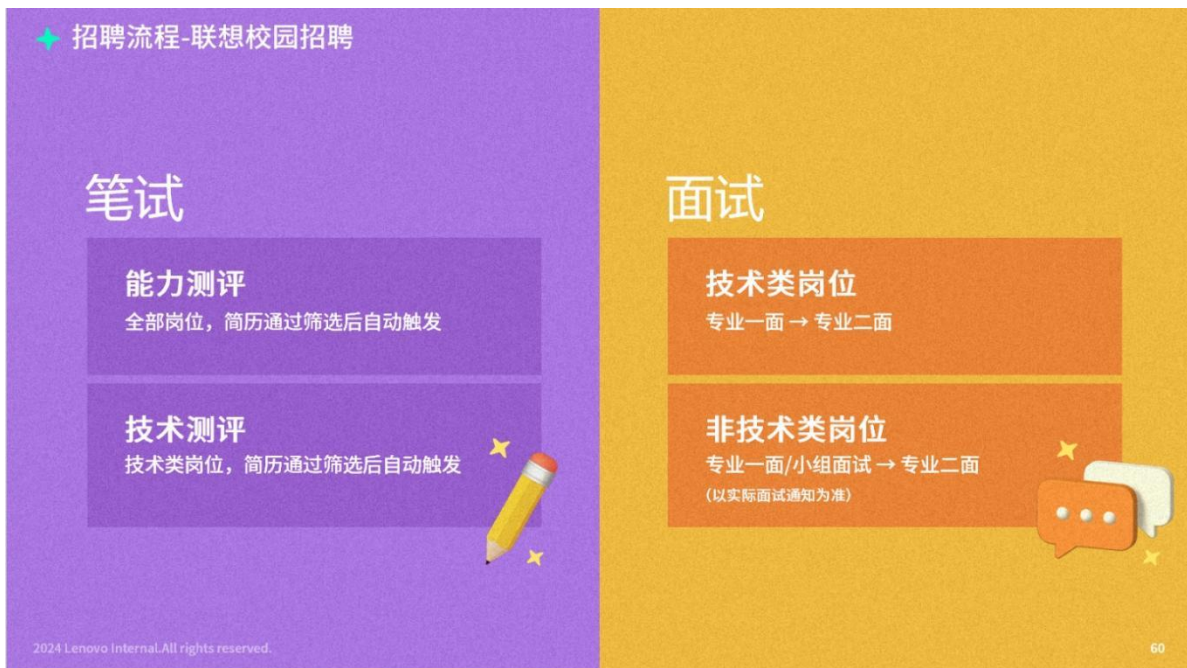 招聘流程-联想校园招聘
笔试
能力测评
全部岗位，简历通过筛选后自动触发
技术测评
技术类岗位，简历通过筛选后自动触发
面试
技术类岗位
专业一面 → 专业二面
非技术类岗位
专业一面/小组面试 → 专业二面
（以实际面试通知为准）
2024 Lenovo Internal.All rights reserved.
60